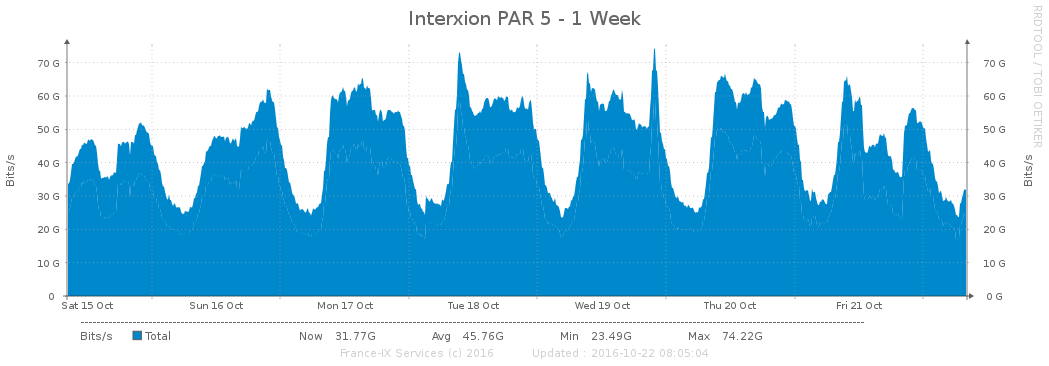 Interxion PAR 5 - 1 Week
RRDTOOL / TOBI OETIKER
Bits/s
70 G 70 G
60 G 60 G
50 G 50 G
40 G 40 G
30 G 30 G
20 G 20 G
10 G 10 G
0 0 G
Bits/s
Sat 15 Oct Sun 16 Oct Mon 17 Oct Tue 18 Oct Wed 19 Oct Thu 20 Oct Fri 21 Oct
Bits/s Total Now 31.77G Avg 45.76G Min 23.49G Max 74.22G
France-IX Services (c) 2016 Updated : 2016-10-22 08:05:04